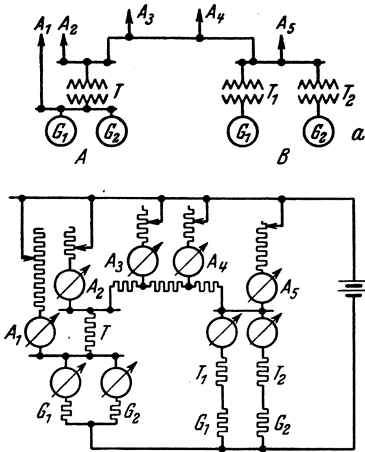 A₁ A₂ A₃ A₄ A₅
T T₁ T₂
G₁ G₂ G₁ G₂ a
A B
A₃ A₄
A₂ A₅
A₁ T T₁ T₂
G₁ G₂ G₁ G₂